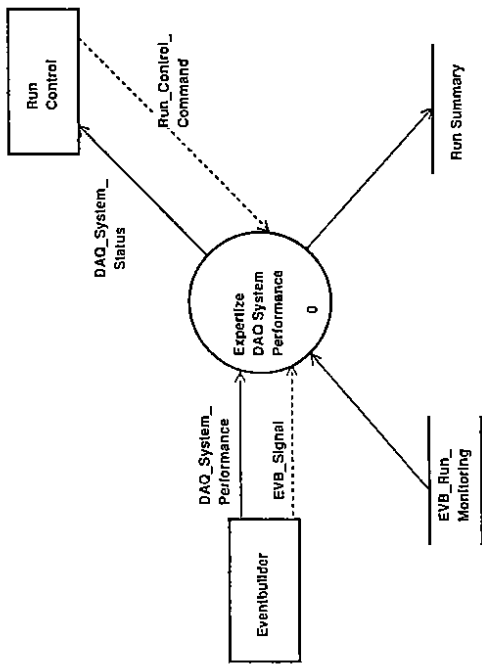 Run
Control
Run_Control_
Command
DAQ_System_
Status
Run Summary
Expertize
DAQ System
Performance
0
DAQ_System_
Performance
EVB_Signal
EVB_Run_
Monitoring
Eventbuilder